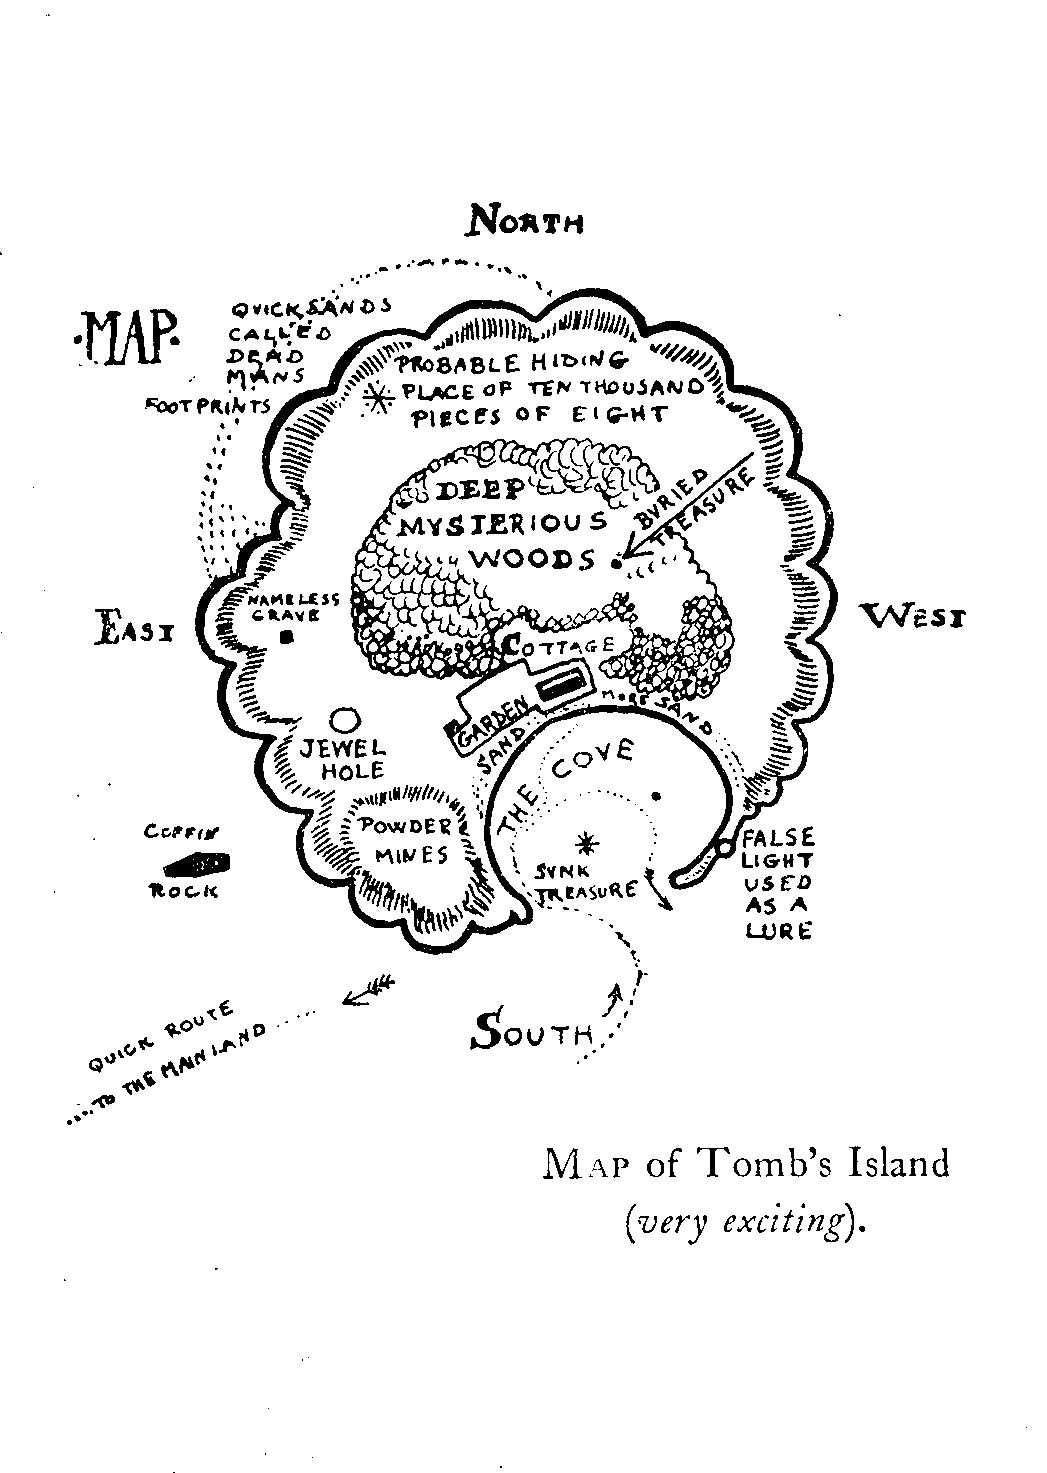 NORTH
·MAP·
QUICKSANDS
CALLED
DEAD
MANS
FOOTPRINTS
PROBABLE HIDING
PLACE OF TEN THOUSAND
PIECES OF EIGHT
DEEP
MYSTERIOUS
WOODS
BURIED
TREASURE
EAST
WEST
NAMELESS
GRAVE
COTTAGE
GARDEN
SAND
MORE SAND
THE COVE
JEWEL
HOLE
POWDER
MINES
COFFIN
ROCK
SUNK
TREASURE
FALSE
LIGHT
USED
AS A
LURE
SOUTH
QUICK ROUTE
....TO THE MAINLAND.....
MAP of Tomb's Island
(very exciting).